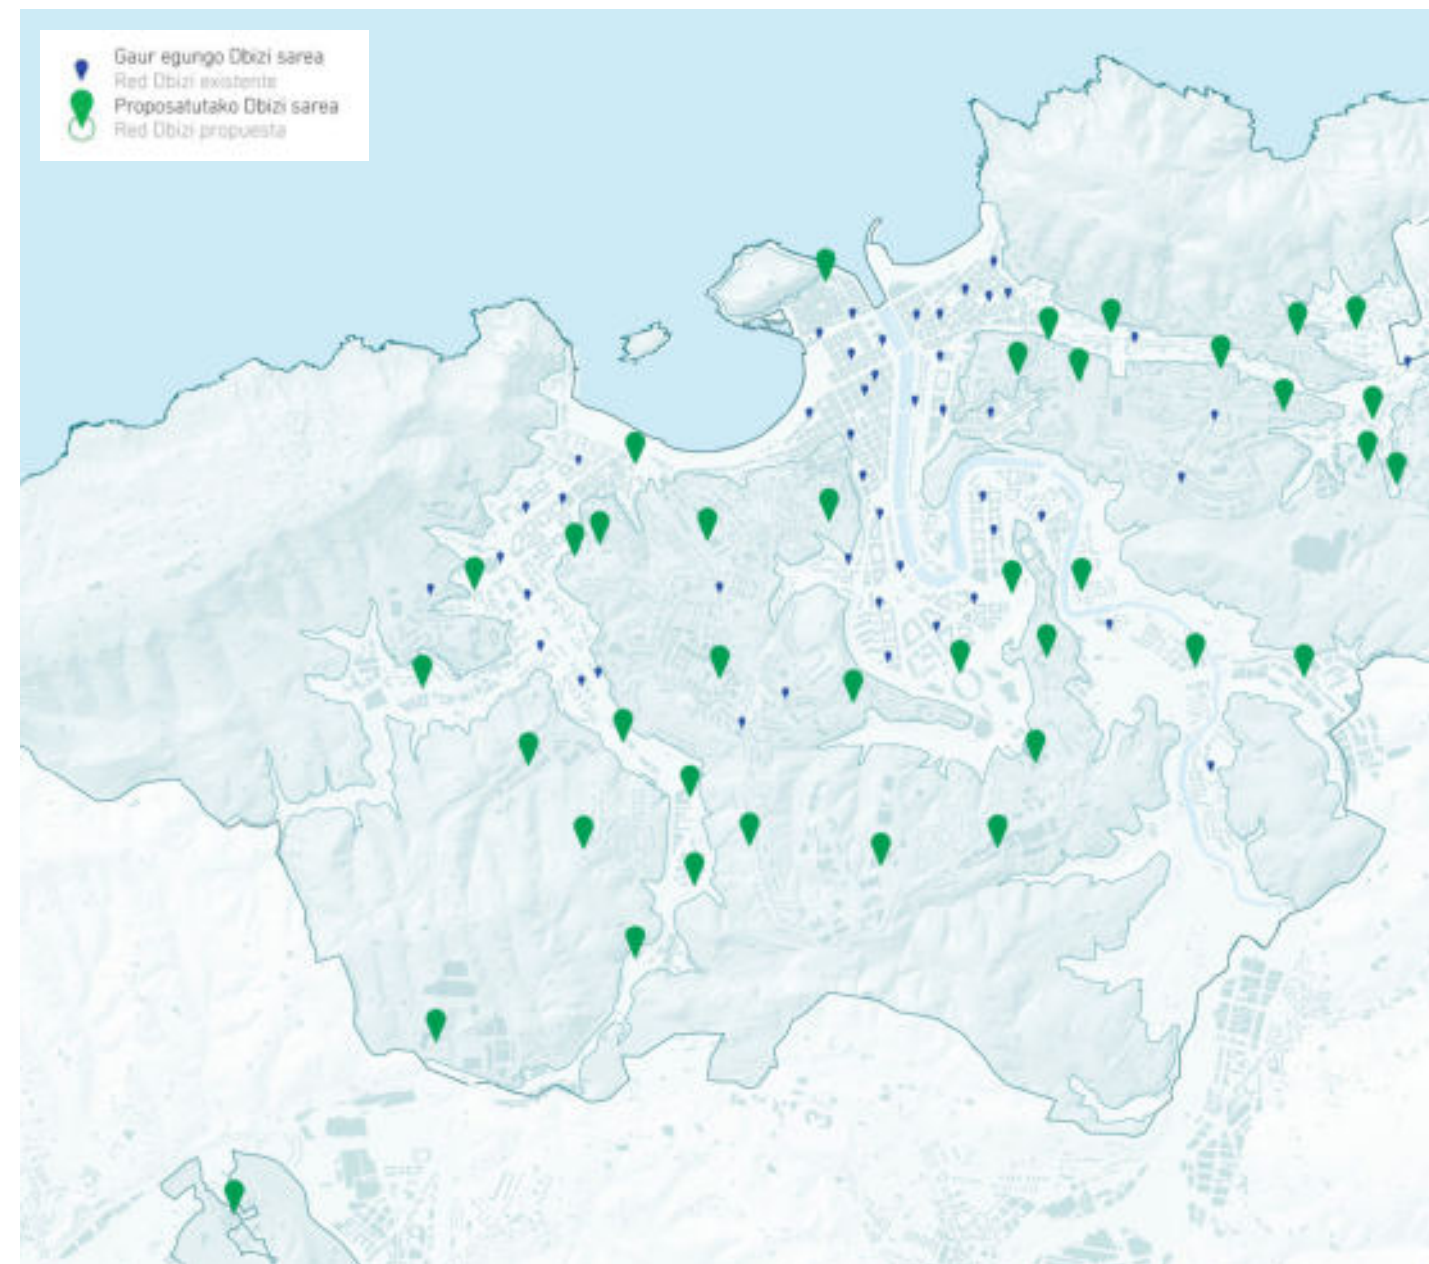 Gaur egungo Dbizi sarea
Red Dbizi existente
Proposatutako Dbizi sarea
Red Dbizi propuesta